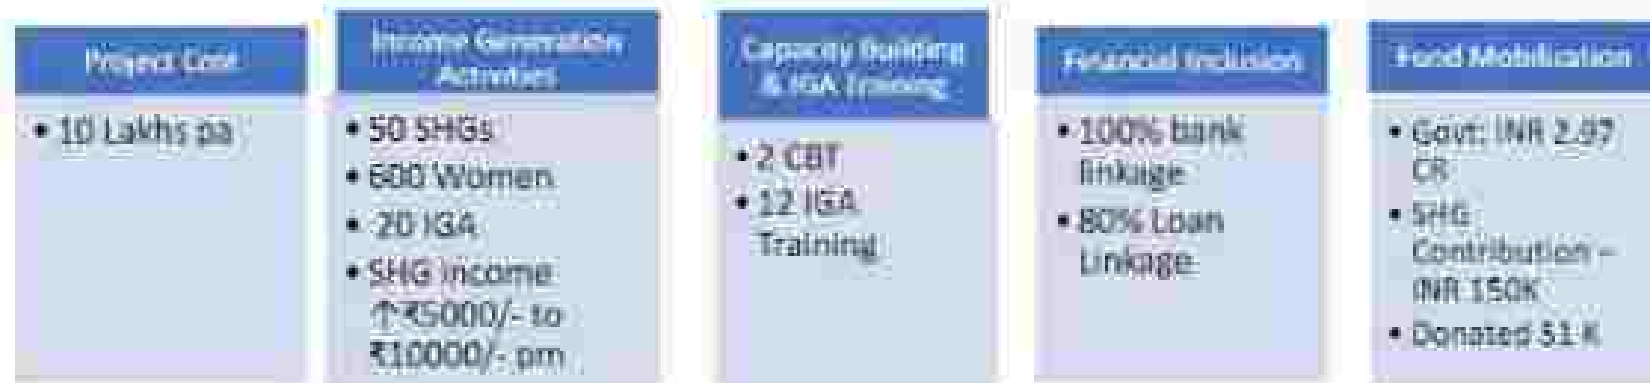 Project Cost
• 10 Lakhs pa
Income Generation
Activities
• 50 SHGs
• 600 Women
• 20 IGA
• SHG income
↑₹5000/- to
₹10000/- pm
Capacity Building
& IGA Training
• 2 CBT
• 12 IGA
Training
Financial Inclusion
• 100% bank
linkage
• 80% Loan
Linkage
Fund Mobilisation
• Govt: INR 2.97
CR
• SHG
Contribution –
INR 150K
• Donated 51 K